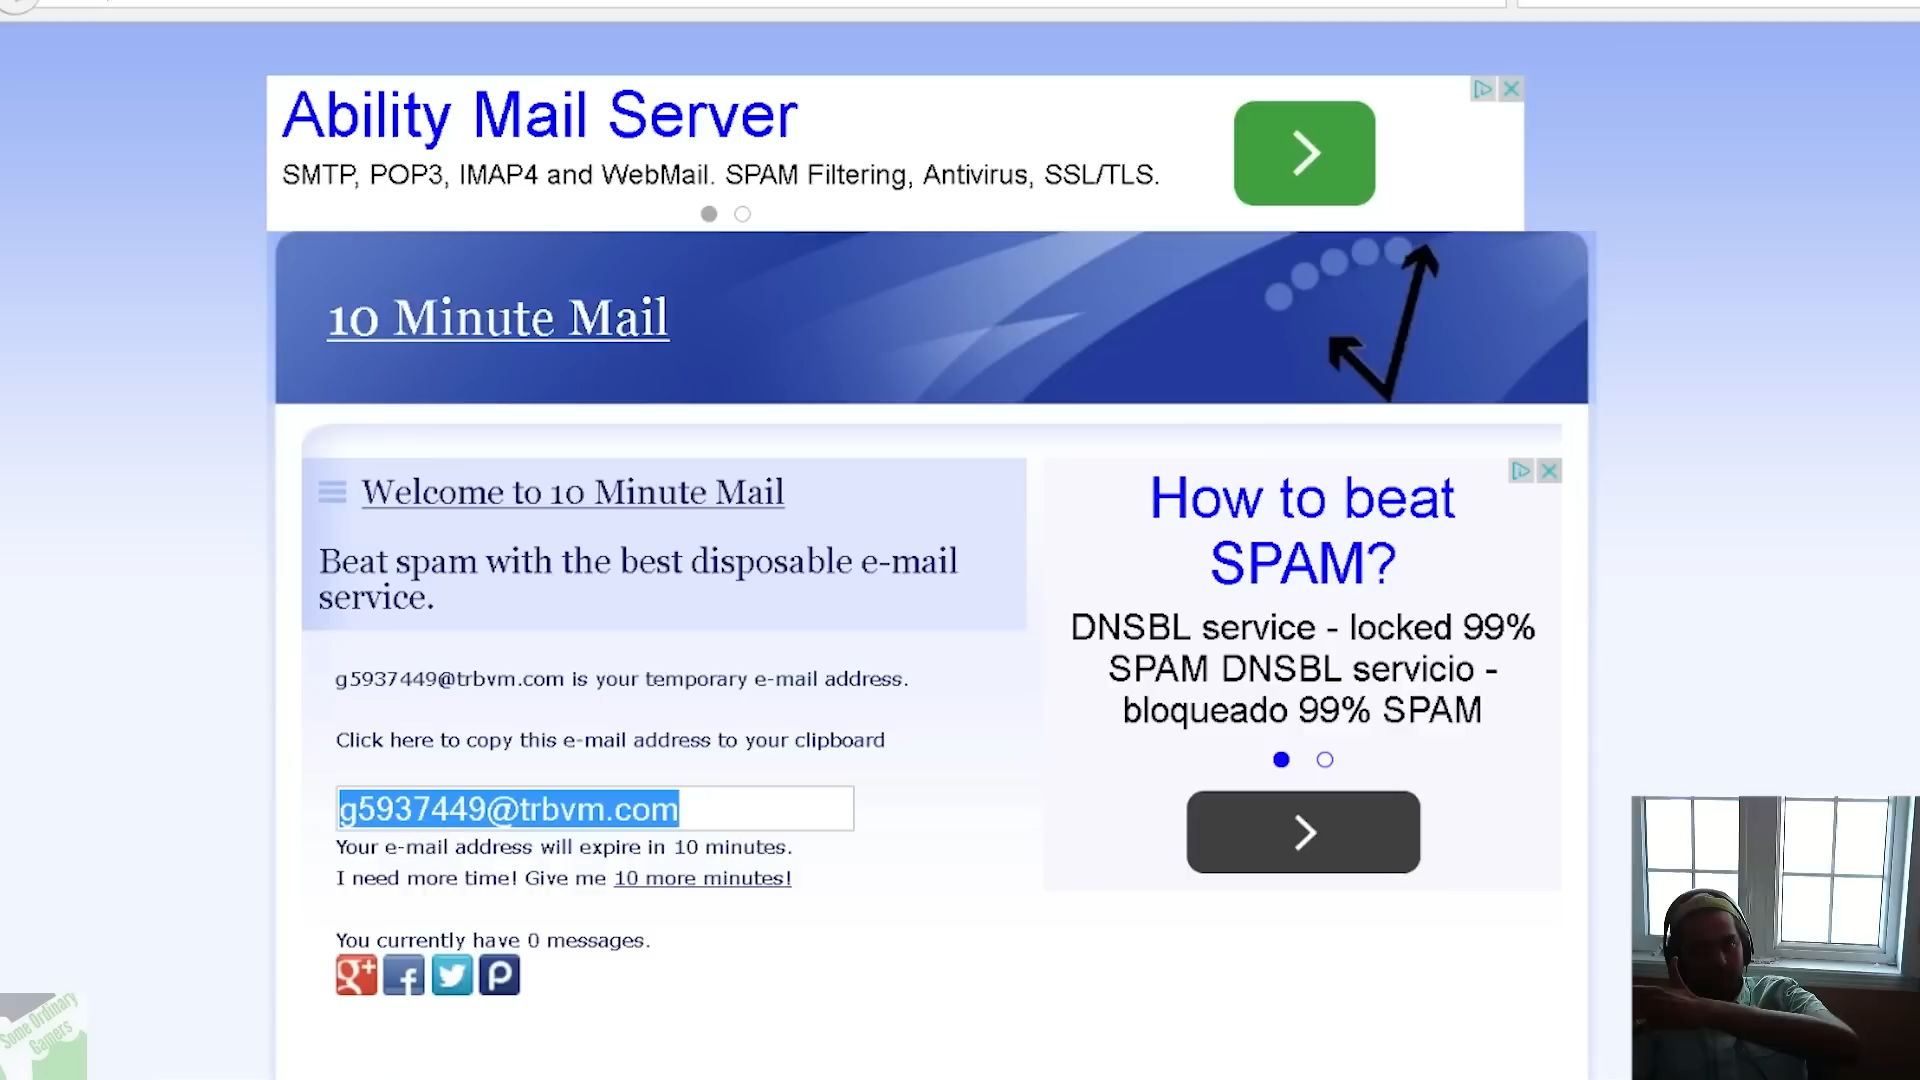 Ability Mail Server
SMTP, POP3, IMAP4 and WebMail. SPAM Filtering, Antivirus, SSL/TLS.
10 Minute Mail
Welcome to 10 Minute Mail
Beat spam with the best disposable e-mail
service.
g5937449@trbvm.com is your temporary e-mail address.
Click here to copy this e-mail address to your clipboard
g5937449@trbvm.com
Your e-mail address will expire in 10 minutes.
I need more time! Give me 10 more minutes!
You currently have 0 messages.
How to beat
SPAM?
DNSBL service - locked 99%
SPAM DNSBL servicio -
bloqueado 99% SPAM
Some Ordinary
Gamers